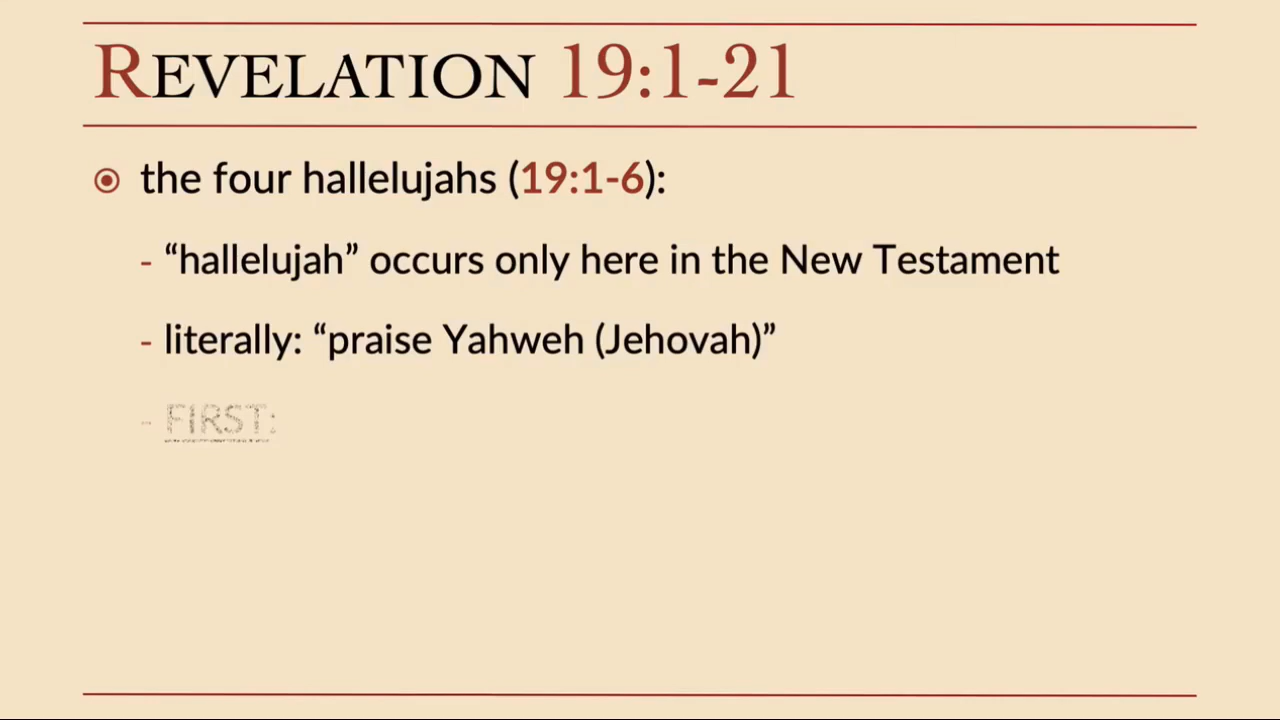 REVELATION 19:1-21
the four hallelujahs (19:1-6):
- “hallelujah” occurs only here in the New Testament
- literally: “praise Yahweh (Jehovah)”
- FIRST: